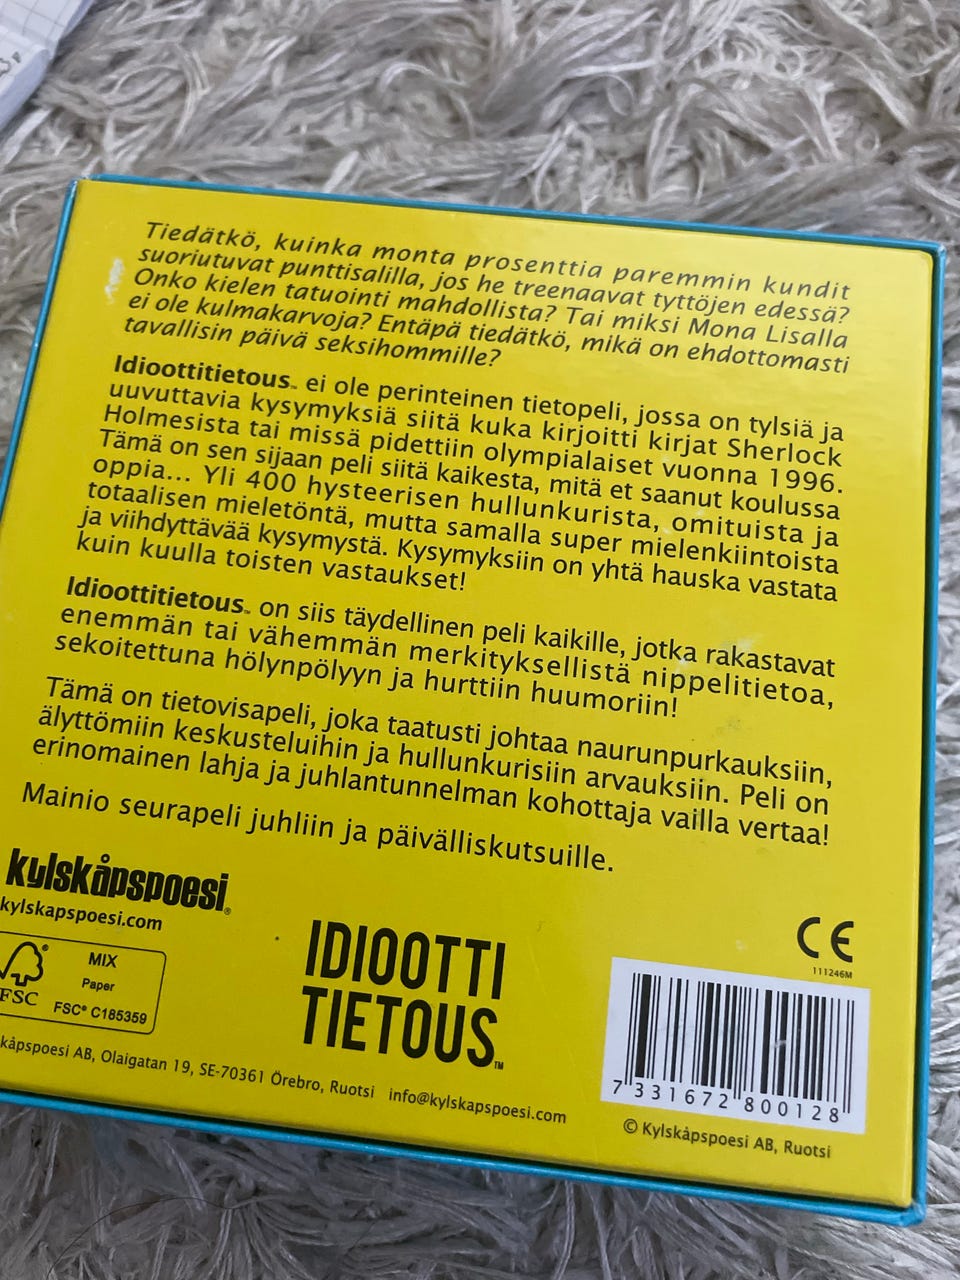 Tiedätkö, kuinka monta prosenttia paremmin kundit
suoriutuvat punttisalilla, jos he treenaavat tyttöjen edessä?
Onko kielen tatuointi mahdollista? Tai miksi Mona Lisalla
ei ole kulmakarvoja? Entäpä tiedätkö, mikä on ehdottomasti
tavallisin päivä seksihommille?
Idioottitietous™ ei ole perinteinen tietopeli, jossa on tylsiä ja
uuvuttavia kysymyksiä siitä kuka kirjoitti kirjat Sherlock
Holmesista tai missä pidettiin olympialaiset vuonna 1996.
Tämä on sen sijaan peli siitä kaikesta, mitä et saanut koulussa
oppia... Yli 400 hysteerisen hullunkurista, omituista ja
totaalisen mieletöntä, mutta samalla super mielenkiintoista
ja viihdyttävää kysymystä. Kysymyksiin on yhtä hauska vastata
kuin kuulla toisten vastaukset!
Idioottitietous™ on siis täydellinen peli kaikille, jotka rakastavat
enemmän tai vähemmän merkityksellistä nippelitietoa,
sekoitettuna hölynpölyyn ja hurttiin huumoriin!
Tämä on tietovisapeli, joka taatusti johtaa naurunpurkauksiin,
älyttömiin keskusteluihin ja hullunkurisiin arvauksiin. Peli on
erinomainen lahja ja juhlantunnelman kohottaja vailla vertaa!
Mainio seurapeli juhliin ja päivälliskutsuille.
kylskåpspoesi®
kylskapspoesi.com
FSC®
MIX
Paper
FSC® C185359
IDIOOTTI
TIETOUS™
CE
111246M
7 331672 800128
skåpspoesi AB, Olaigatan 19, SE-70361 Örebro, Ruotsi info@kylskapspoesi.com
© Kylskåpspoesi AB, Ruotsi